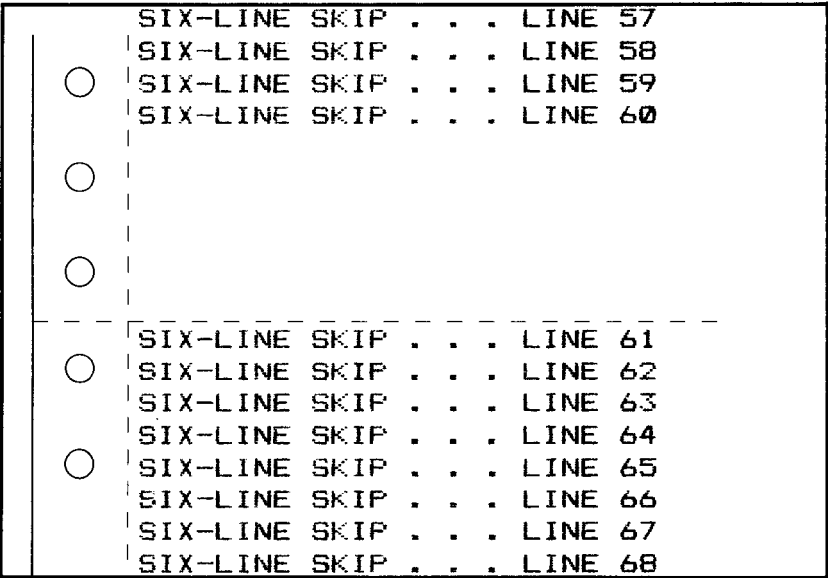 SIX-LINE SKIP . . . LINE 57
SIX-LINE SKIP . . . LINE 58
SIX-LINE SKIP . . . LINE 59
SIX-LINE SKIP . . . LINE 60
SIX-LINE SKIP . . . LINE 61
SIX-LINE SKIP . . . LINE 62
SIX-LINE SKIP . . . LINE 63
SIX-LINE SKIP . . . LINE 64
SIX-LINE SKIP . . . LINE 65
SIX-LINE SKIP . . . LINE 66
SIX-LINE SKIP . . . LINE 67
SIX-LINE SKIP . . . LINE 68